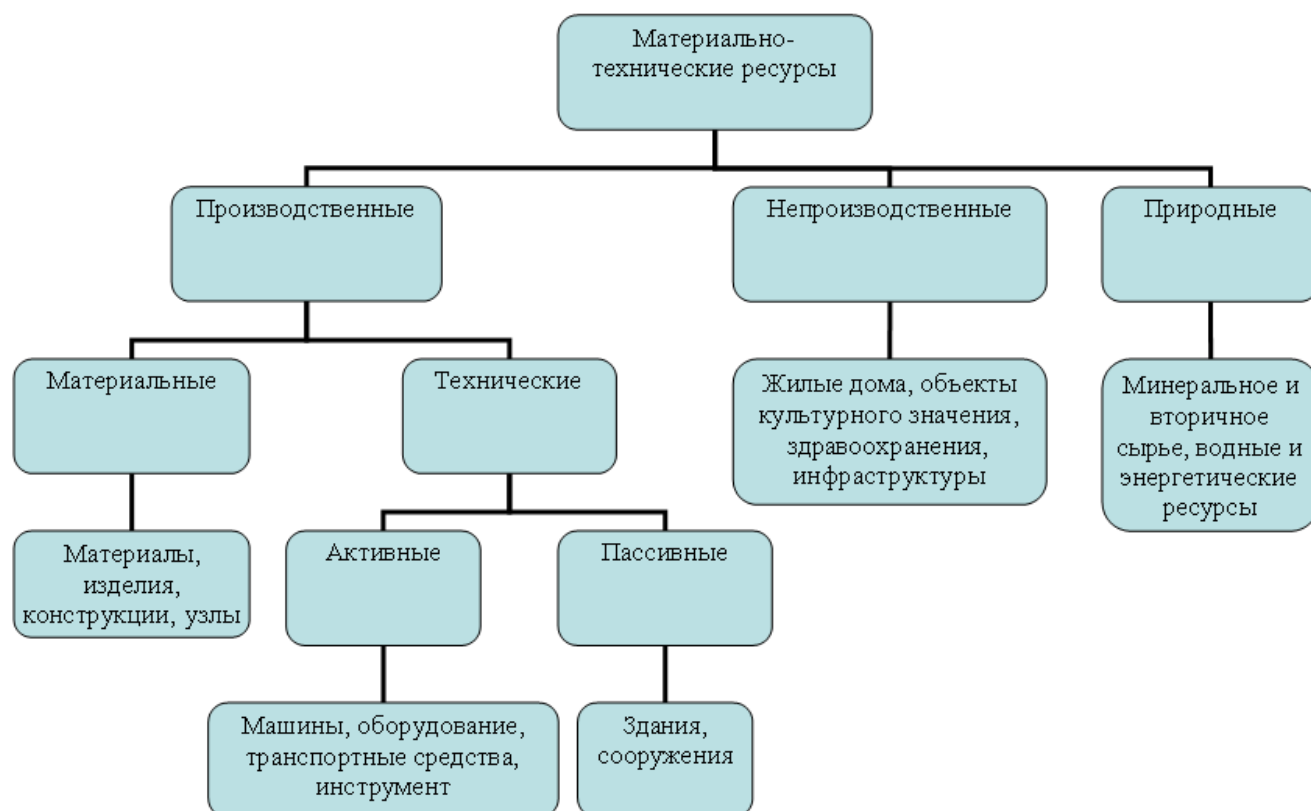 Материально-
технические ресурсы
Производственные
Непроизводственные
Природные
Материальные
Технические
Жилые дома, объекты
культурного значения,
здравоохранения,
инфраструктуры
Минеральное и
вторичное
сырье, водные и
энергетические
ресурсы
Материалы,
изделия,
конструкции, узлы
Активные
Пассивные
Машины, оборудование,
транспортные средства,
инструмент
Здания,
сооружения